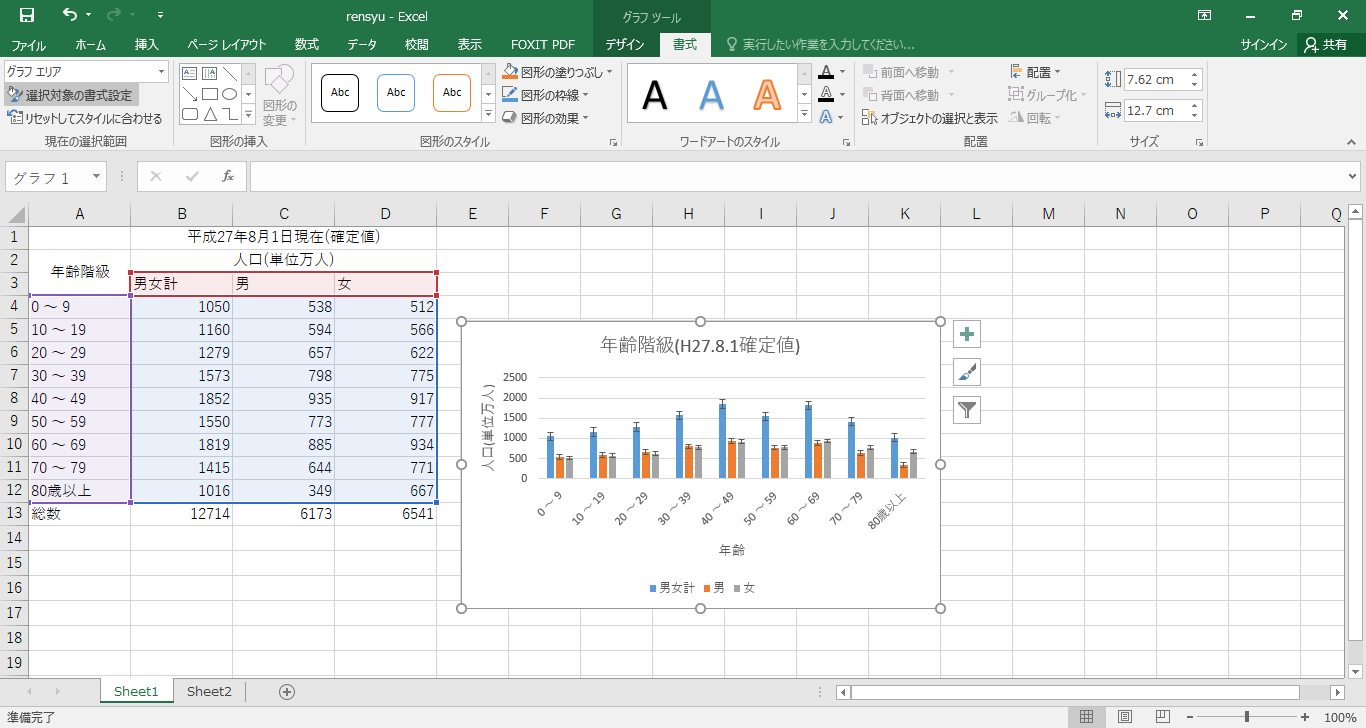 rensyu - Excel
グラフ ツール
ファイル ホーム 挿入 ページ レイアウト 数式 データ 校閲 表示 FOXIT PDF デザイン 書式 実行したい作業を入力してください... サインイン 共有
グラフ エリア
選択対象の書式設定
リセットしてスタイルに合わせる
現在の選択範囲
図形の変更
図形の挿入
Abc Abc Abc
図形の塗りつぶし
図形の枠線
図形の効果
図形のスタイル
A A A
A
A
A
ワードアートのスタイル
前面へ移動
背面へ移動
オブジェクトの選択と表示
配置
グループ化
回転
配置
7.62 cm
12.7 cm
サイズ
グラフ 1
fx
A B C D E F G H I J K L M N O P Q
1 平成27年8月1日現在(確定値)
2 年齢階級 人口(単位万人)
3 男女計 男 女
4 0 ～ 9 1050 538 512
5 10 ～ 19 1160 594 566
6 20 ～ 29 1279 657 622
7 30 ～ 39 1573 798 775
8 40 ～ 49 1852 935 917
9 50 ～ 59 1550 773 777
10 60 ～ 69 1819 885 934
11 70 ～ 79 1415 644 771
12 80歳以上 1016 349 667
13 総数 12714 6173 6541
14
15
16
17
18
19
年齢階級(H27.8.1確定値)
人口(単位万人)
2500
2000
1500
1000
500
0
0 ～ 9 10 ～ 19 20 ～ 29 30 ～ 39 40 ～ 49 50 ～ 59 60 ～ 69 70 ～ 79 80歳以上
年齢
男女計 男 女
Sheet1 Sheet2
準備完了
100%